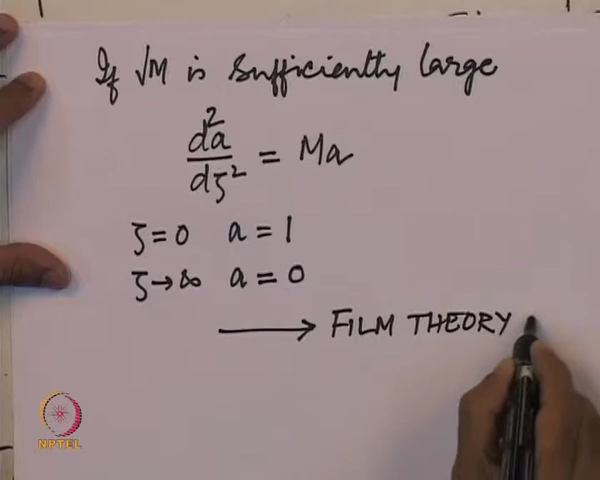 If √M is sufficiently large
d²a/dζ² = Ma
ζ=0 a = 1
ζ→∞ a = 0
⟶ FILM THEORY
NPTEL